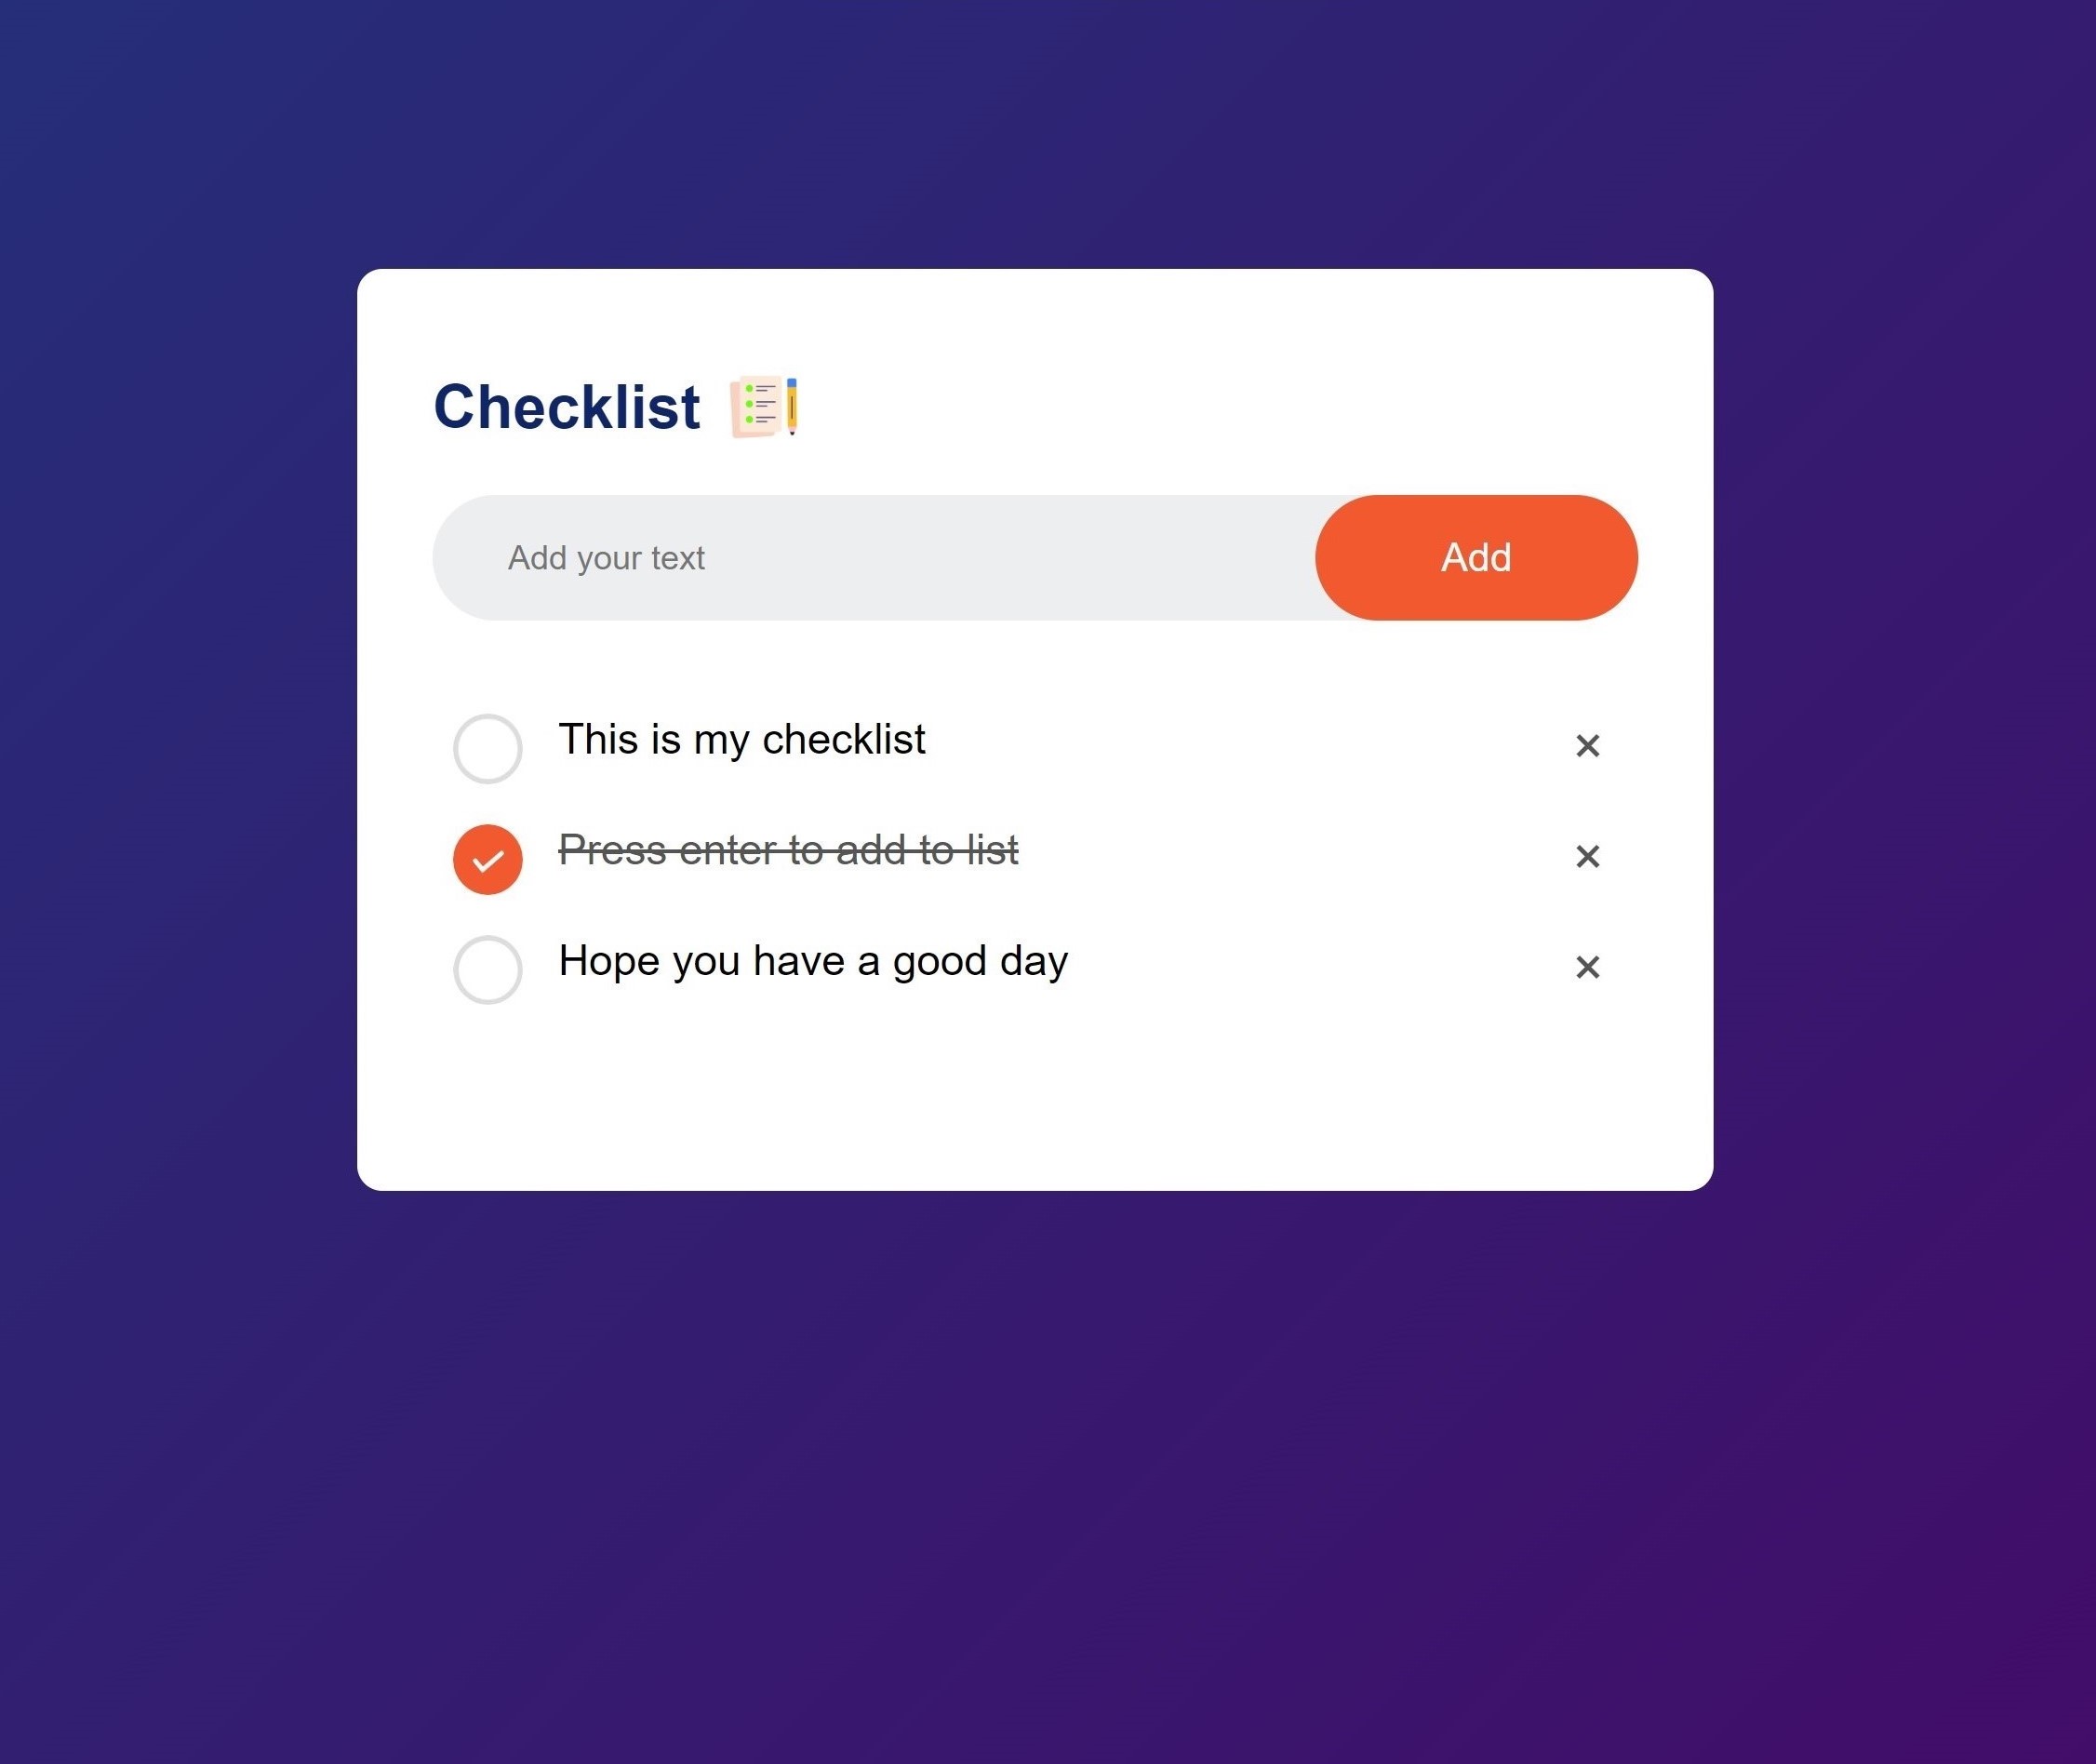 Checklist
Add your text
Add
This is my checklist
Press enter to add to list
Hope you have a good day